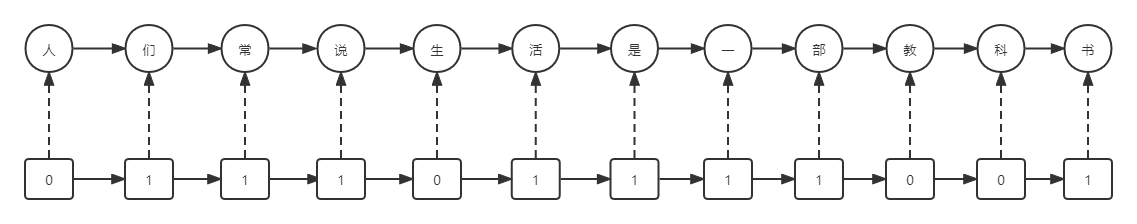 人 们 常 说 生 活 是 一 部 教 科 书
0 1 1 1 0 1 1 1 1 0 0 1